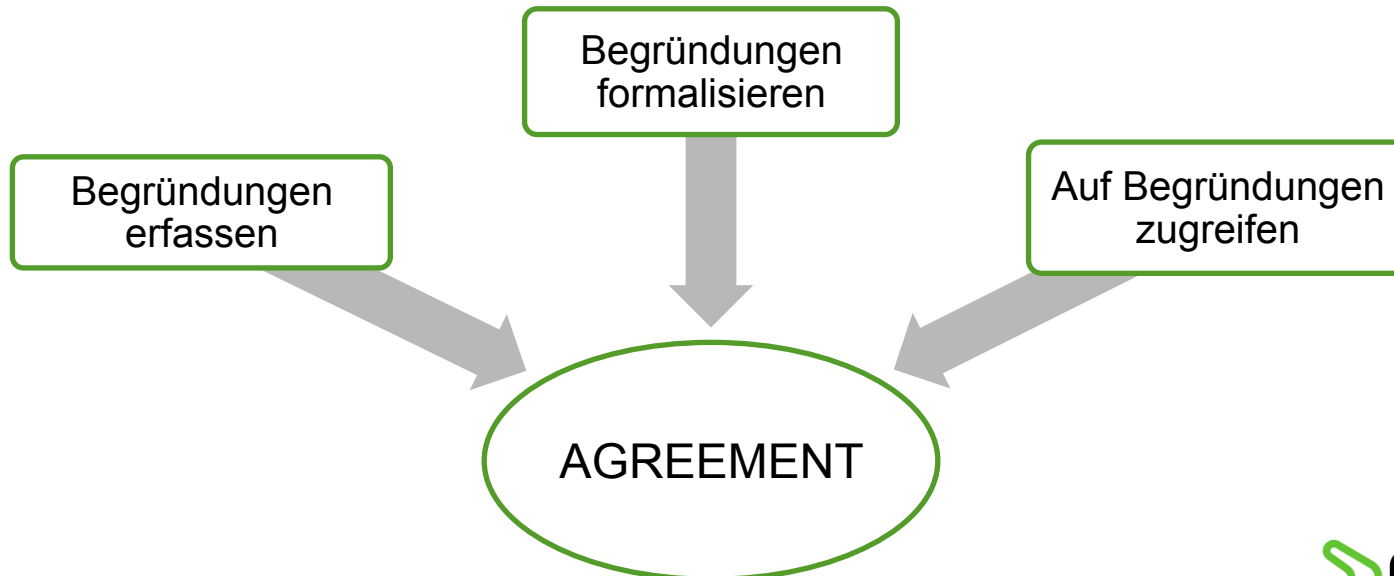 Begründungen
formalisieren
Begründungen
erfassen
Auf Begründungen
zugreifen
AGREEMENT